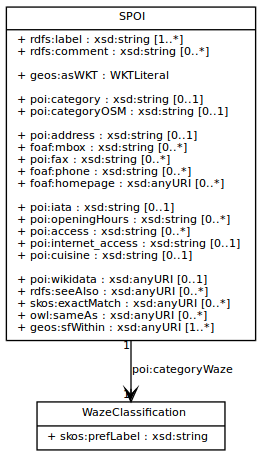 SPOI
+ rdfs:label : xsd:string [1..*]
+ rdfs:comment : xsd:string [0..*]
+ geos:asWKT : WKTLiteral
+ poi:category : xsd:string [0..1]
+ poi:categoryOSM : xsd:string [0..1]
+ poi:address : xsd:string [0..1]
+ foaf:mbox : xsd:string [0..*]
+ poi:fax : xsd:string [0..*]
+ foaf:phone : xsd:string [0..*]
+ foaf:homepage : xsd:anyURI [0..*]
+ poi:iata : xsd:string [0..1]
+ poi:openingHours : xsd:string [0..*]
+ poi:access : xsd:string [0..*]
+ poi:internet_access : xsd:string [0..1]
+ poi:cuisine : xsd:string [0..1]
+ poi:wikidata : xsd:anyURI [0..1]
+ rdfs:seeAlso : xsd:anyURI [0..*]
+ skos:exactMatch : xsd:anyURI [0..*]
+ owl:sameAs : xsd:anyURI [0..*]
+ geos:sfWithin : xsd:anyURI [1..*]
1
poi:categoryWaze
WazeClassification
+ skos:prefLabel : xsd:string